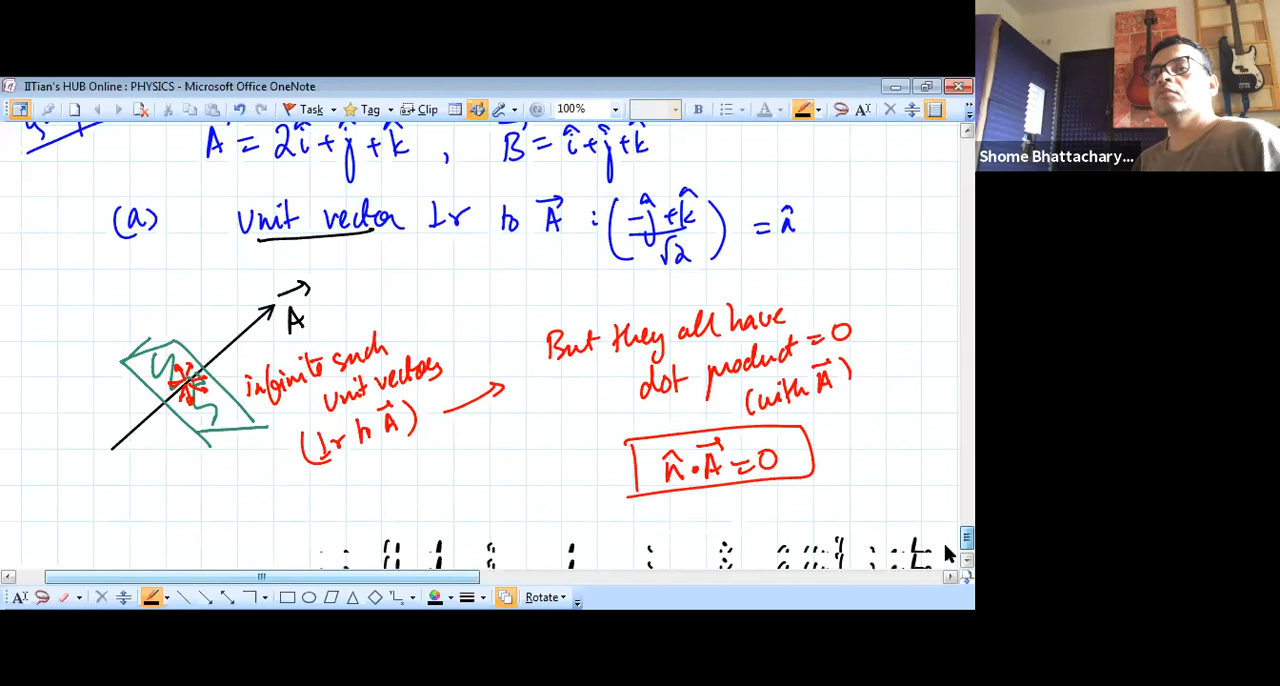 IITian's HUB Online : PHYSICS - Microsoft Office OneNote
Task Tag Clip 100% B
A⃗ = 2î + ĵ + k̂ , B⃗ = î + ĵ + k̂
(a) Unit vector ⊥r to A⃗ : (-ĵ + k̂ / √2) = n̂
A⃗
infinite such
unit vectors
(⊥r to A⃗)
But they all have
dot product = 0
(with A⃗)
n̂ • A⃗ = 0
Rotate
Shome Bhattachary...